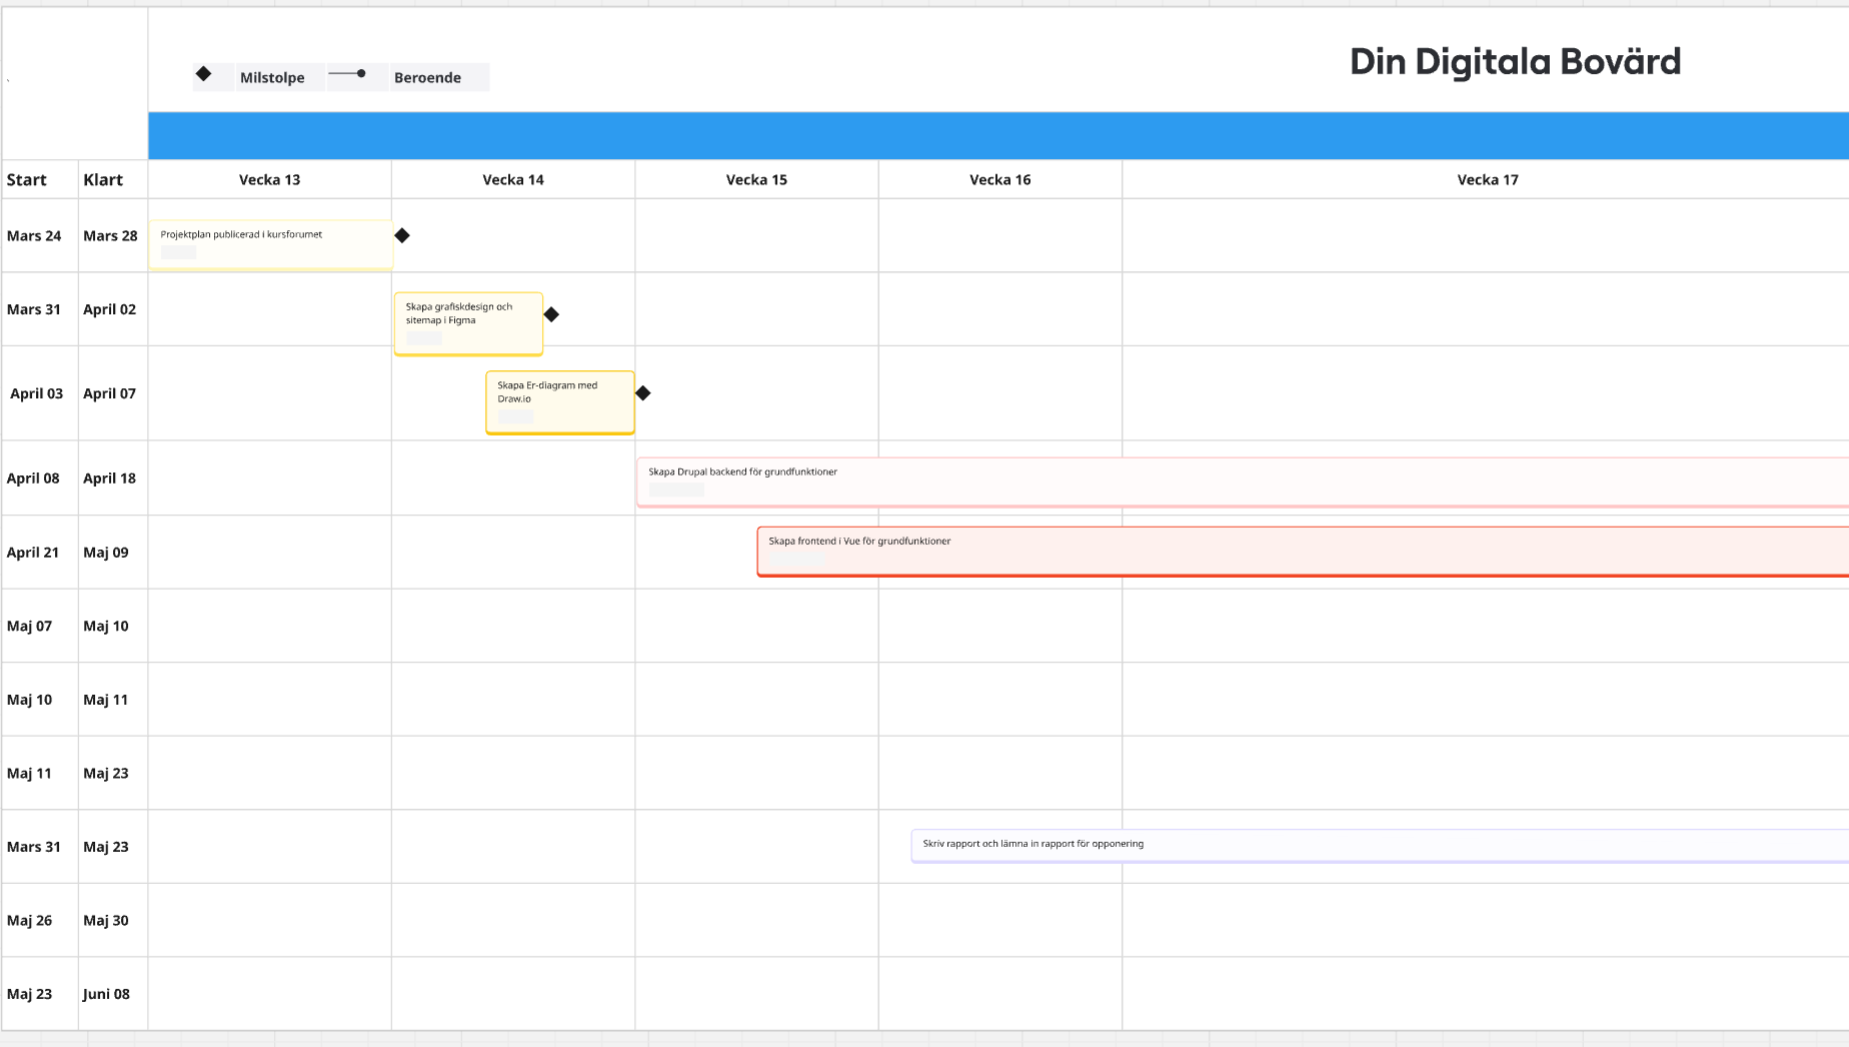 Din Digitala Bovärd
Milstolpe
Beroende
Start Klart Vecka 13 Vecka 14 Vecka 15 Vecka 16 Vecka 17
Mars 24 Mars 28
Projektplan publicerad i kursforumet
Mars 31 April 02
Skapa grafiskdesign och
sitemap i Figma
April 03 April 07
Skapa Er-diagram med
Draw.io
April 08 April 18
Skapa Drupal backend för grundfunktioner
April 21 Maj 09
Skapa frontend i Vue för grundfunktioner
Maj 07 Maj 10
Maj 10 Maj 11
Maj 11 Maj 23
Mars 31 Maj 23
Skriv rapport och lämna in rapport för opponering
Maj 26 Maj 30
Maj 23 Juni 08